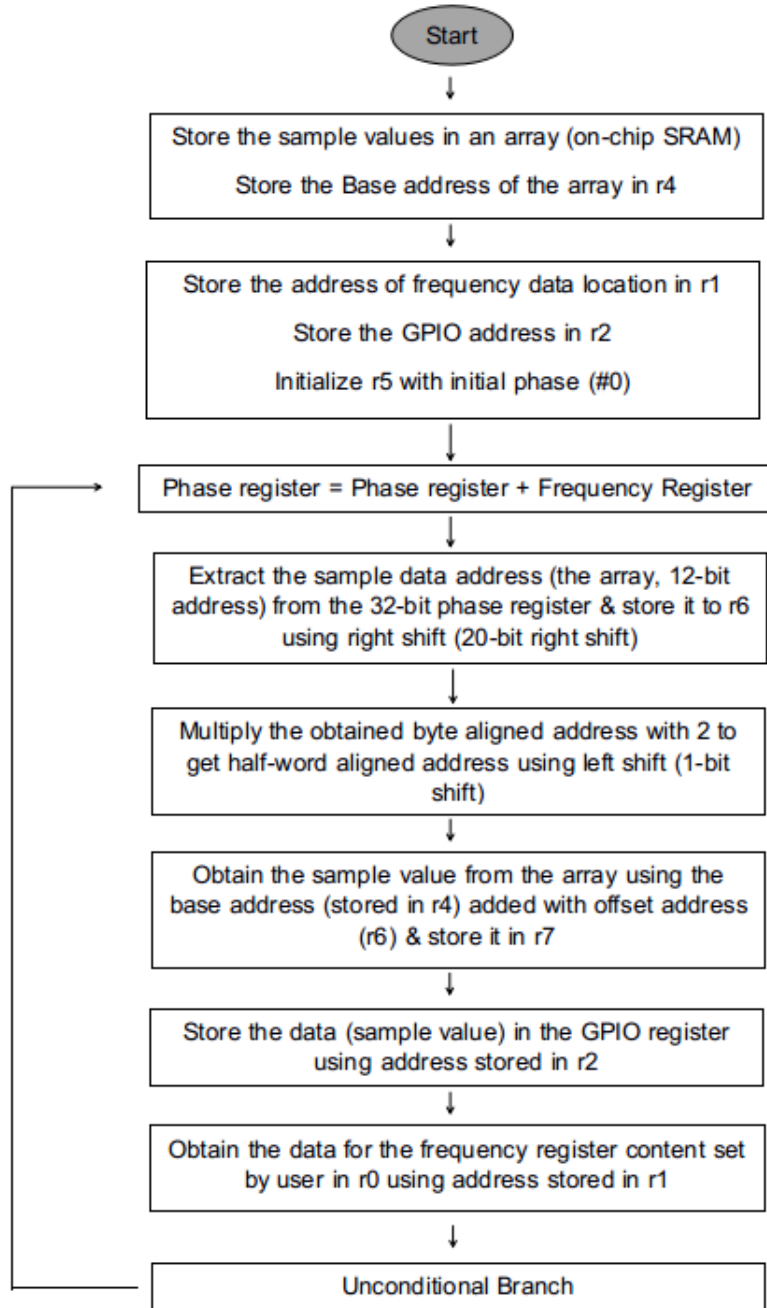 Start
Store the sample values in an array (on-chip SRAM)
Store the Base address of the array in r4
Store the address of frequency data location in r1
Store the GPIO address in r2
Initialize r5 with initial phase (#0)
Phase register = Phase register + Frequency Register
Extract the sample data address (the array, 12-bit
address) from the 32-bit phase register & store it to r6
using right shift (20-bit right shift)
Multiply the obtained byte aligned address with 2 to
get half-word aligned address using left shift (1-bit
shift)
Obtain the sample value from the array using the
base address (stored in r4) added with offset address
(r6) & store it in r7
Store the data (sample value) in the GPIO register
using address stored in r2
Obtain the data for the frequency register content set
by user in r0 using address stored in r1
Unconditional Branch